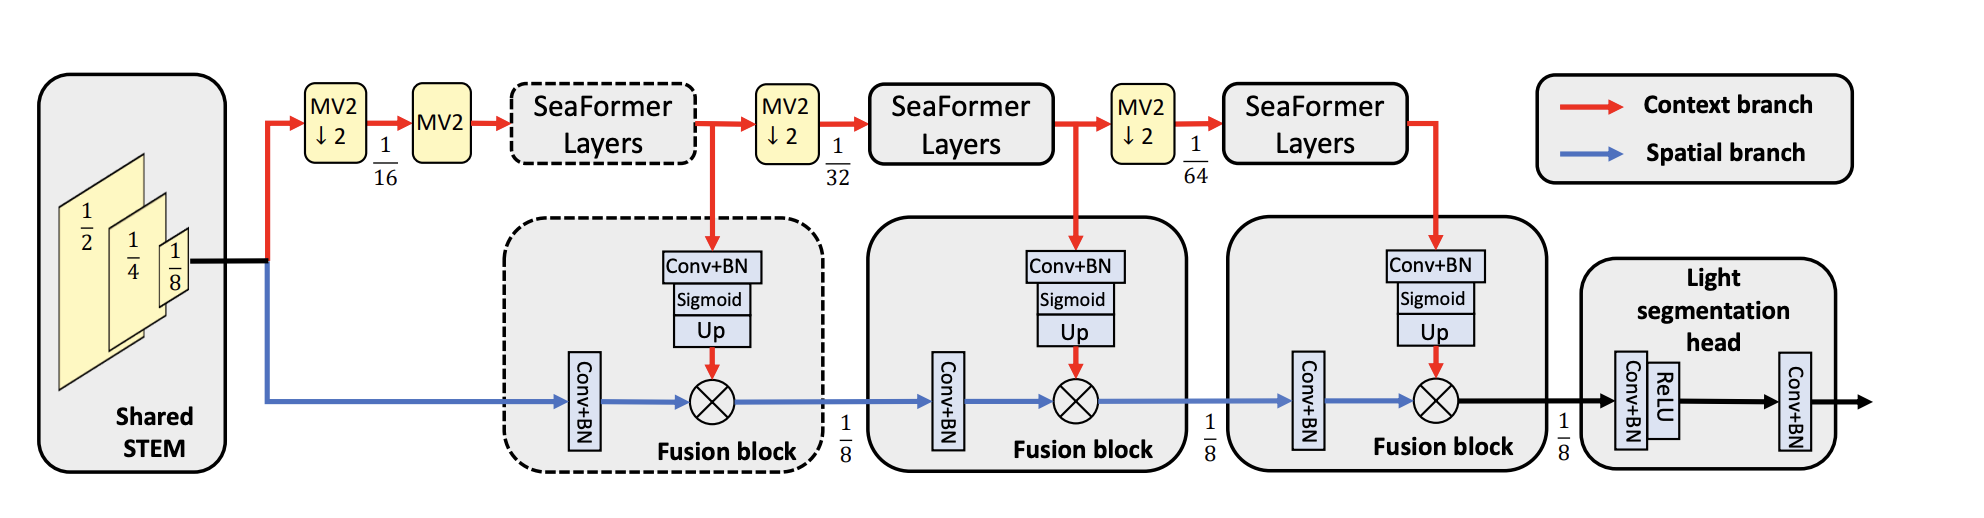 MV2
↓2
1
16
MV2
SeaFormer
Layers
MV2
↓2
1
32
SeaFormer
Layers
MV2
↓2
1
64
SeaFormer
Layers
Context branch
Spatial branch
1
2
1
4
1
8
Shared
STEM
Conv+BN
Sigmoid
Up
Conv+BN
Fusion block
1
8
Conv+BN
Sigmoid
Up
Conv+BN
Fusion block
1
8
Conv+BN
Sigmoid
Up
Conv+BN
Fusion block
1
8
Light
segmentation
head
Conv+BN
ReLU
Conv+BN